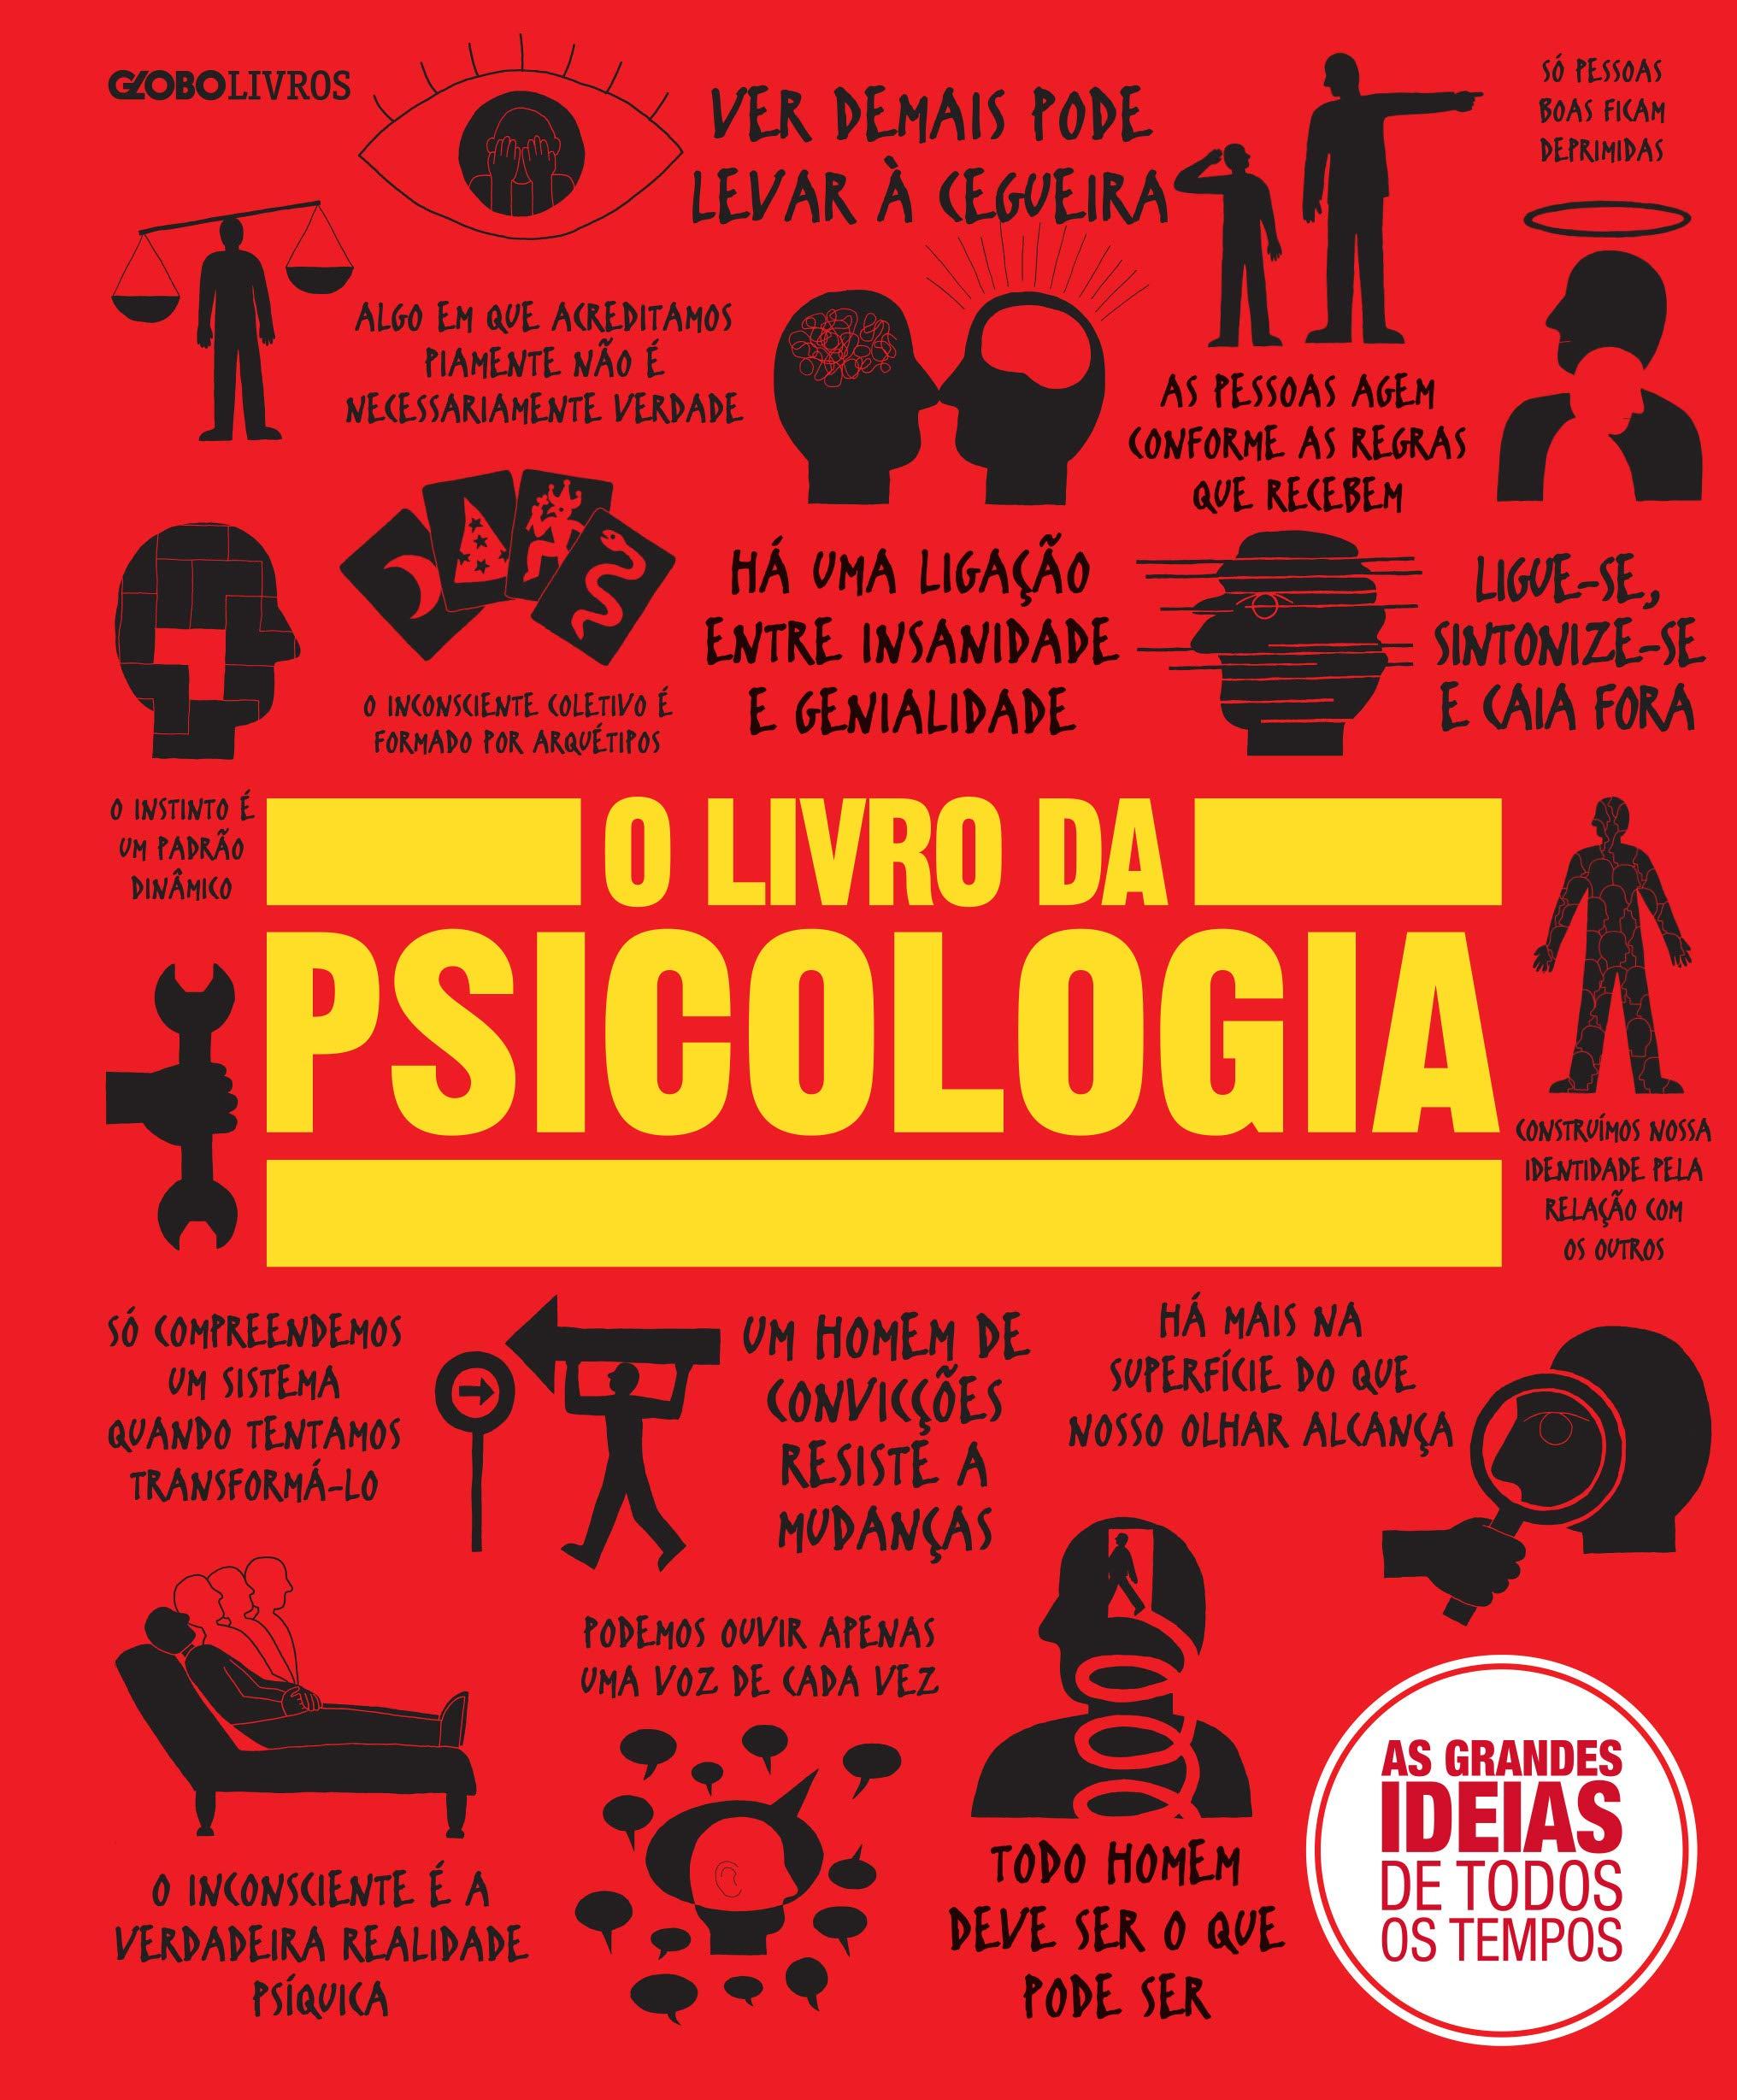 GLOBOLIVROS
VER DEMAIS PODE
LEVAR À CEGUEIRA
SÓ PESSOAS
BOAS FICAM
DEPRIMIDAS
ALGO EM QUE ACREDITAMOS
PIAMENTE NÃO É
NECESSARIAMENTE VERDADE
AS PESSOAS AGEM
CONFORME AS REGRAS
QUE RECEBEM
O INCONSCIENTE COLETIVO É
FORMADO POR ARQUÉTIPOS
HÁ UMA LIGAÇÃO
ENTRE INSANIDADE
E GENIALIDADE
LIGUE-SE,
SINTONIZE-SE
E CAIA FORA
O INSTINTO É
UM PADRÃO
DINÂMICO
O LIVRO DA
PSICOLOGIA
CONSTRUÍMOS NOSSA
IDENTIDADE PELA
RELAÇÃO COM
OS OUTROS
SÓ COMPREENDEMOS
UM SISTEMA
QUANDO TENTAMOS
TRANSFORMÁ-LO
UM HOMEM DE
CONVICÇÕES
RESISTE A
MUDANÇAS
HÁ MAIS NA
SUPERFÍCIE DO QUE
NOSSO OLHAR ALCANÇA
PODEMOS OUVIR APENAS
UMA VOZ DE CADA VEZ
O INCONSCIENTE É A
VERDADEIRA REALIDADE
PSÍQUICA
TODO HOMEM
DEVE SER O QUE
PODE SER
AS GRANDES
IDEIAS
DE TODOS
OS TEMPOS